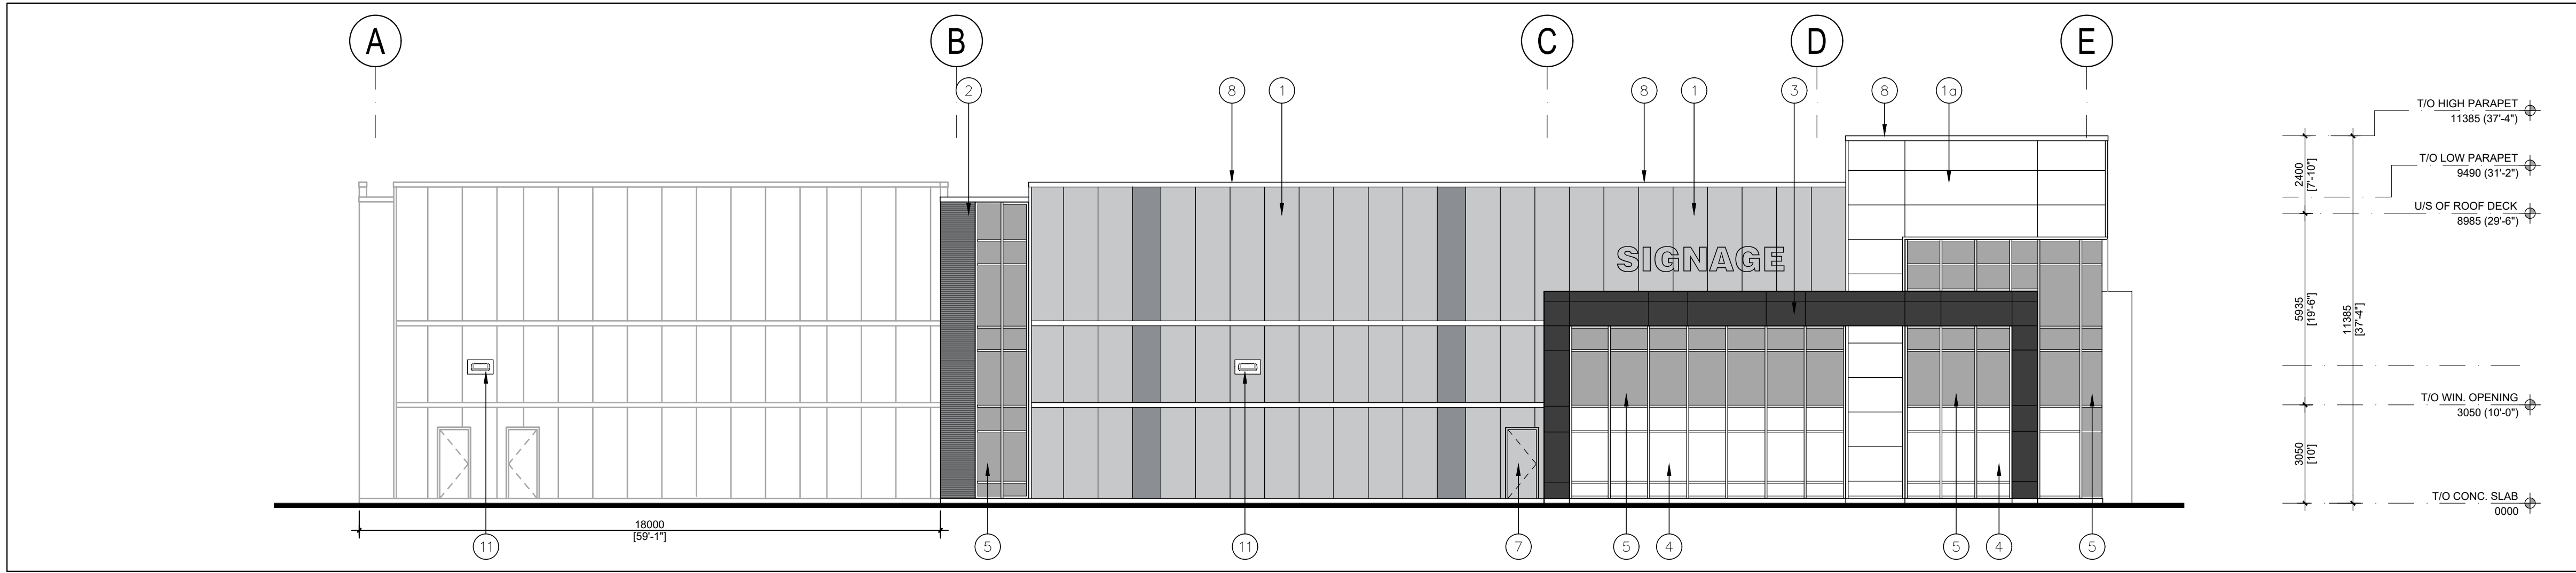 A
B
C
D
E
2
8
1
8
1
3
8
1a
T/O HIGH PARAPET
11385 (37'-4")
T/O LOW PARAPET
9490 (31'-2")
U/S OF ROOF DECK
8985 (29'-6")
2400
[7'-10"]
SIGNAGE
5935
[19'-6"]
11385
[37'-4"]
T/O WIN. OPENING
3050 (10'-0")
3050
[10']
T/O CONC. SLAB
0000
18000
[59'-1"]
11
5
11
7
5
4
5
4
5